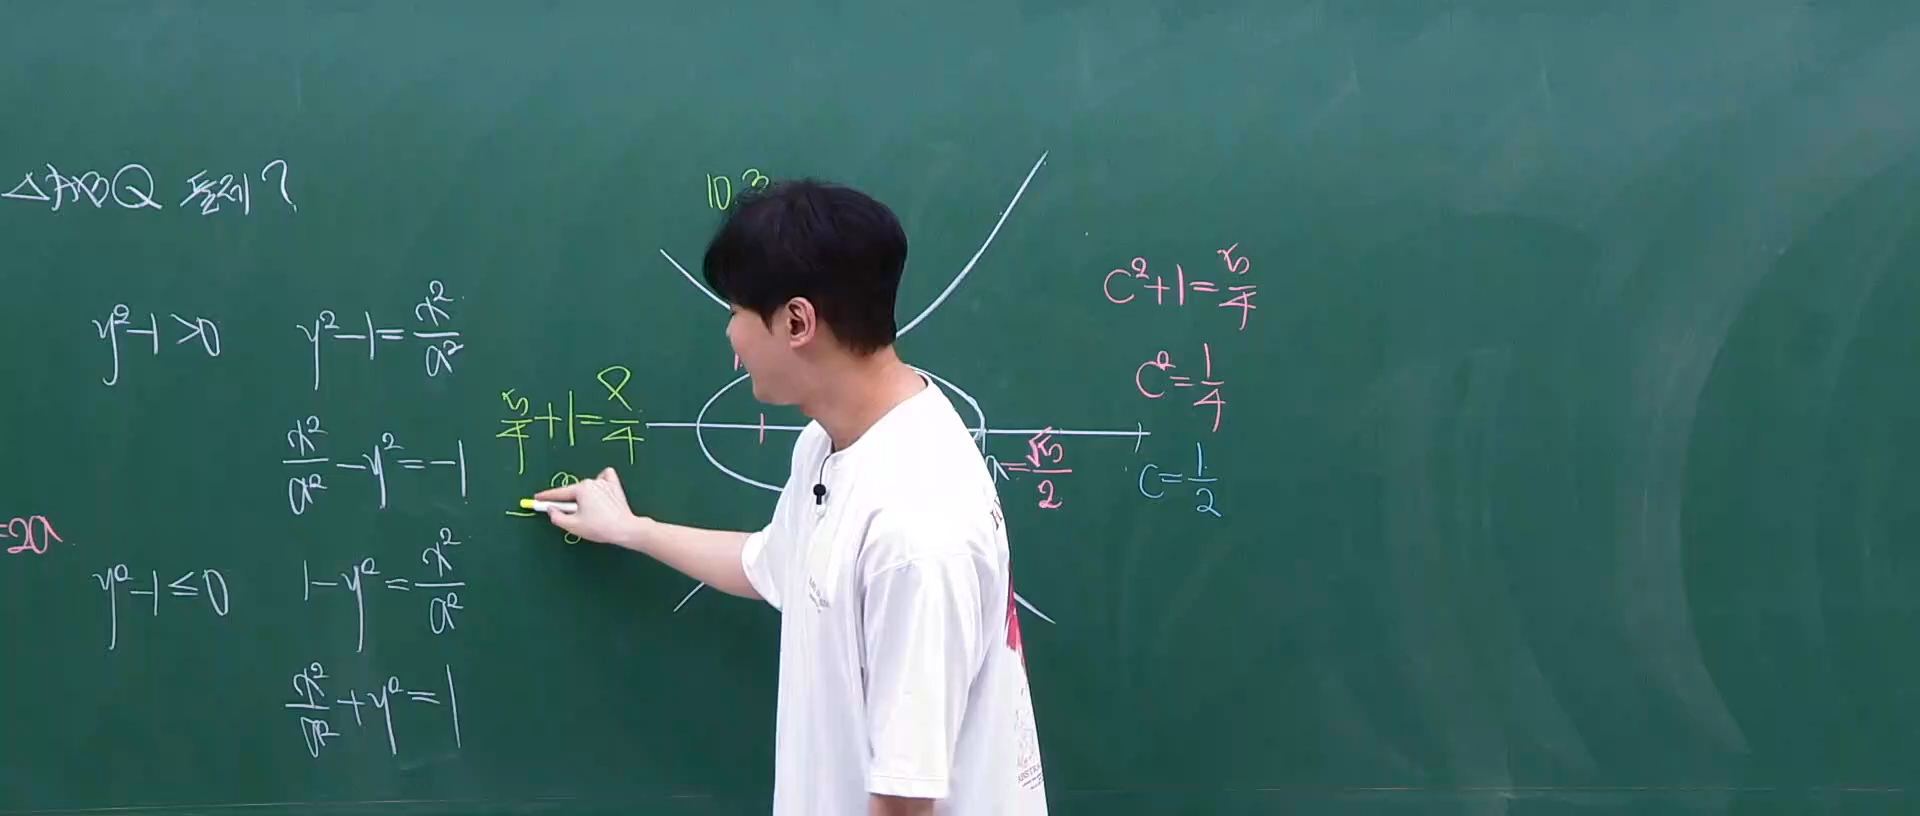 △ABQ 둘레?
y²-1>0
y²-1=x²/a²
x²/a²-y²=-1
=2a
y²-1≤0
1-y²=x²/a²
x²/a²+y²=1
5/4+1=9/4
a=√5/2
c²+1=5/4
c²=1/4
c=1/2